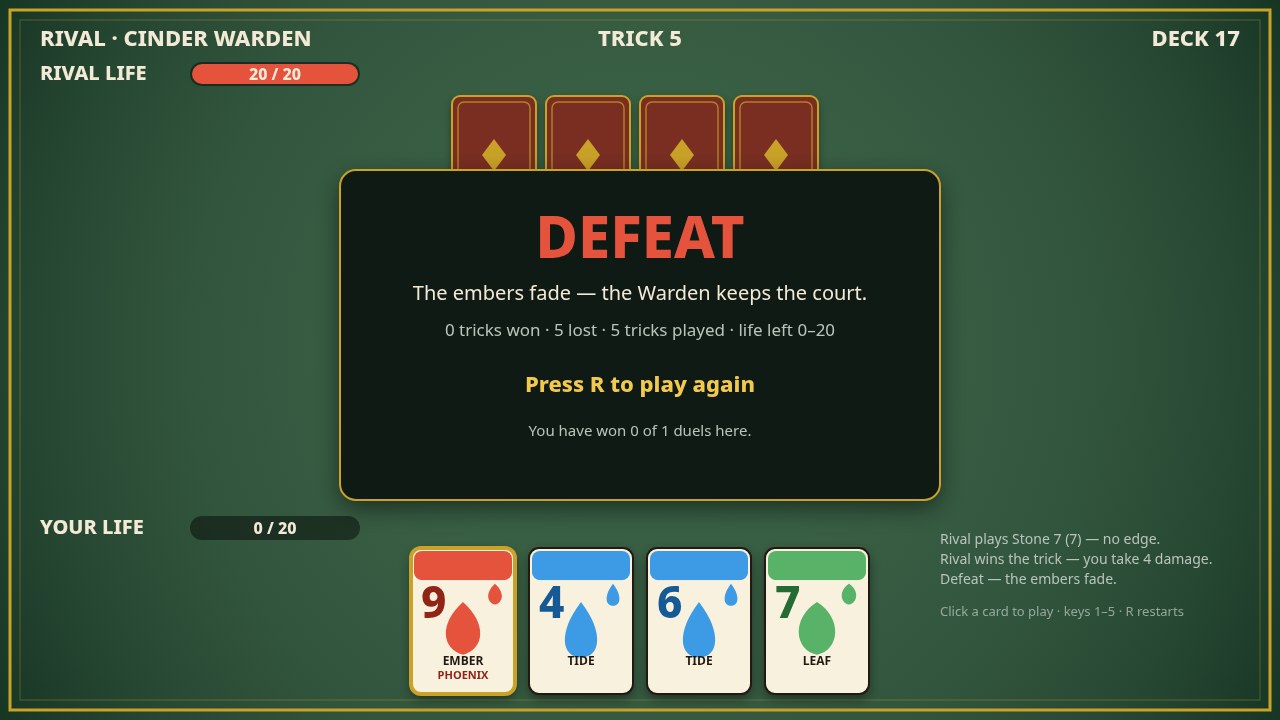 RIVAL · CINDER WARDEN
TRICK 5
DECK 17
RIVAL LIFE
20 / 20
DEFEAT
The embers fade — the Warden keeps the court.
0 tricks won · 5 lost · 5 tricks played · life left 0–20
Press R to play again
You have won 0 of 1 duels here.
YOUR LIFE
0 / 20
Rival plays Stone 7 (7) — no edge.
Rival wins the trick — you take 4 damage.
Defeat — the embers fade.
Click a card to play · keys 1–5 · R restarts
9
EMBER
PHOENIX
4
TIDE
6
TIDE
7
LEAF